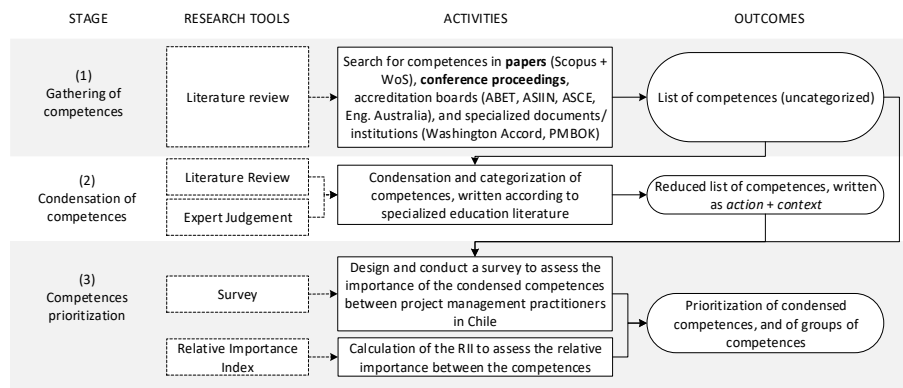 STAGE
RESEARCH TOOLS
ACTIVITIES
OUTCOMES
(1)
Gathering of
competences
Literature review
Search for competences in papers (Scopus +
WoS), conference proceedings,
accreditation boards (ABET, ASIIN, ASCE,
Eng. Australia), and specialized documents/
institutions (Washington Accord, PMBOK)
List of competences (uncategorized)
(2)
Condensation of
competences
Literature Review
Expert Judgement
Condensation and categorization of
competences, written according to
specialized education literature
Reduced list of competences, written
as action + context
(3)
Competences
prioritization
Survey
Design and conduct a survey to assess the
importance of the condensed competences
between project management practitioners
in Chile
Relative Importance
Index
Calculation of the RII to assess the relative
importance between the competences
Prioritization of condensed
competences, and of groups of
competences